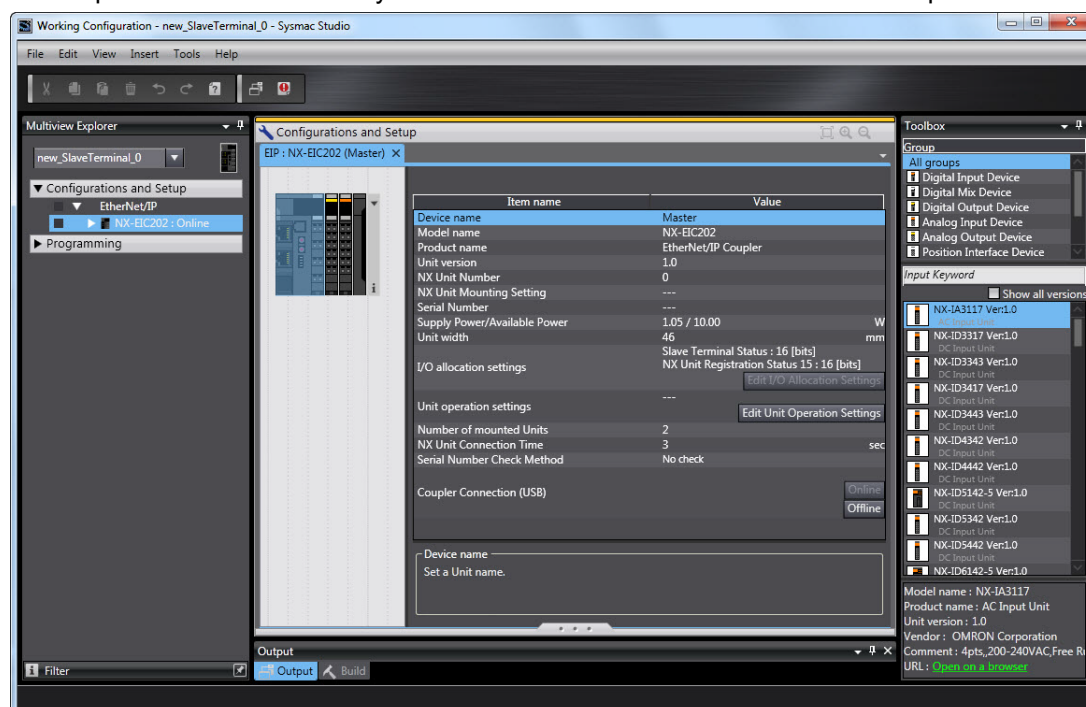 Working Configuration - new_SlaveTerminal_0 - Sysmac Studio
File Edit View Insert Tools Help
Multiview Explorer
new_SlaveTerminal_0
Configurations and Setup
EtherNet/IP
NX-EIC202 : Online
Programming
Filter
Configurations and Setup
EIP : NX-EIC202 (Master)
Item name Value
Device name Master
Model name NX-EIC202
Product name EtherNet/IP Coupler
Unit version 1.0
NX Unit Number 0
NX Unit Mounting Setting ---
Serial Number ---
Supply Power/Available Power 1.05 / 10.00 W
Unit width 46 mm
I/O allocation settings Slave Terminal Status : 16 [bits]
NX Unit Registration Status 15 : 16 [bits]
Edit I/O Allocation Settings
Unit operation settings ---
Edit Unit Operation Settings
Number of mounted Units 2
NX Unit Connection Time 3 sec
Serial Number Check Method No check
Coupler Connection (USB) Online
Offline
Device name
Set a Unit name.
Output
Output Build
Toolbox
Group
All groups
Digital Input Device
Digital Mix Device
Digital Output Device
Analog Input Device
Analog Output Device
Position Interface Device
Input Keyword
Show all versions
NX-IA3117 Ver:1.0
AC Input Unit
NX-ID3317 Ver:1.0
DC Input Unit
NX-ID3343 Ver:1.0
DC Input Unit
NX-ID3417 Ver:1.0
DC Input Unit
NX-ID3443 Ver:1.0
DC Input Unit
NX-ID4342 Ver:1.0
DC Input Unit
NX-ID4442 Ver:1.0
DC Input Unit
NX-ID5142-5 Ver:1.0
DC Input Unit
NX-ID5342 Ver:1.0
DC Input Unit
NX-ID5442 Ver:1.0
DC Input Unit
NX-ID6142-5 Ver:1.0
Model name : NX-IA3117
Product name : AC Input Unit
Unit version : 1.0
Vendor : OMRON Corporation
Comment : 4pts,,200-240VAC,Free Ru
URL : Open on a browser